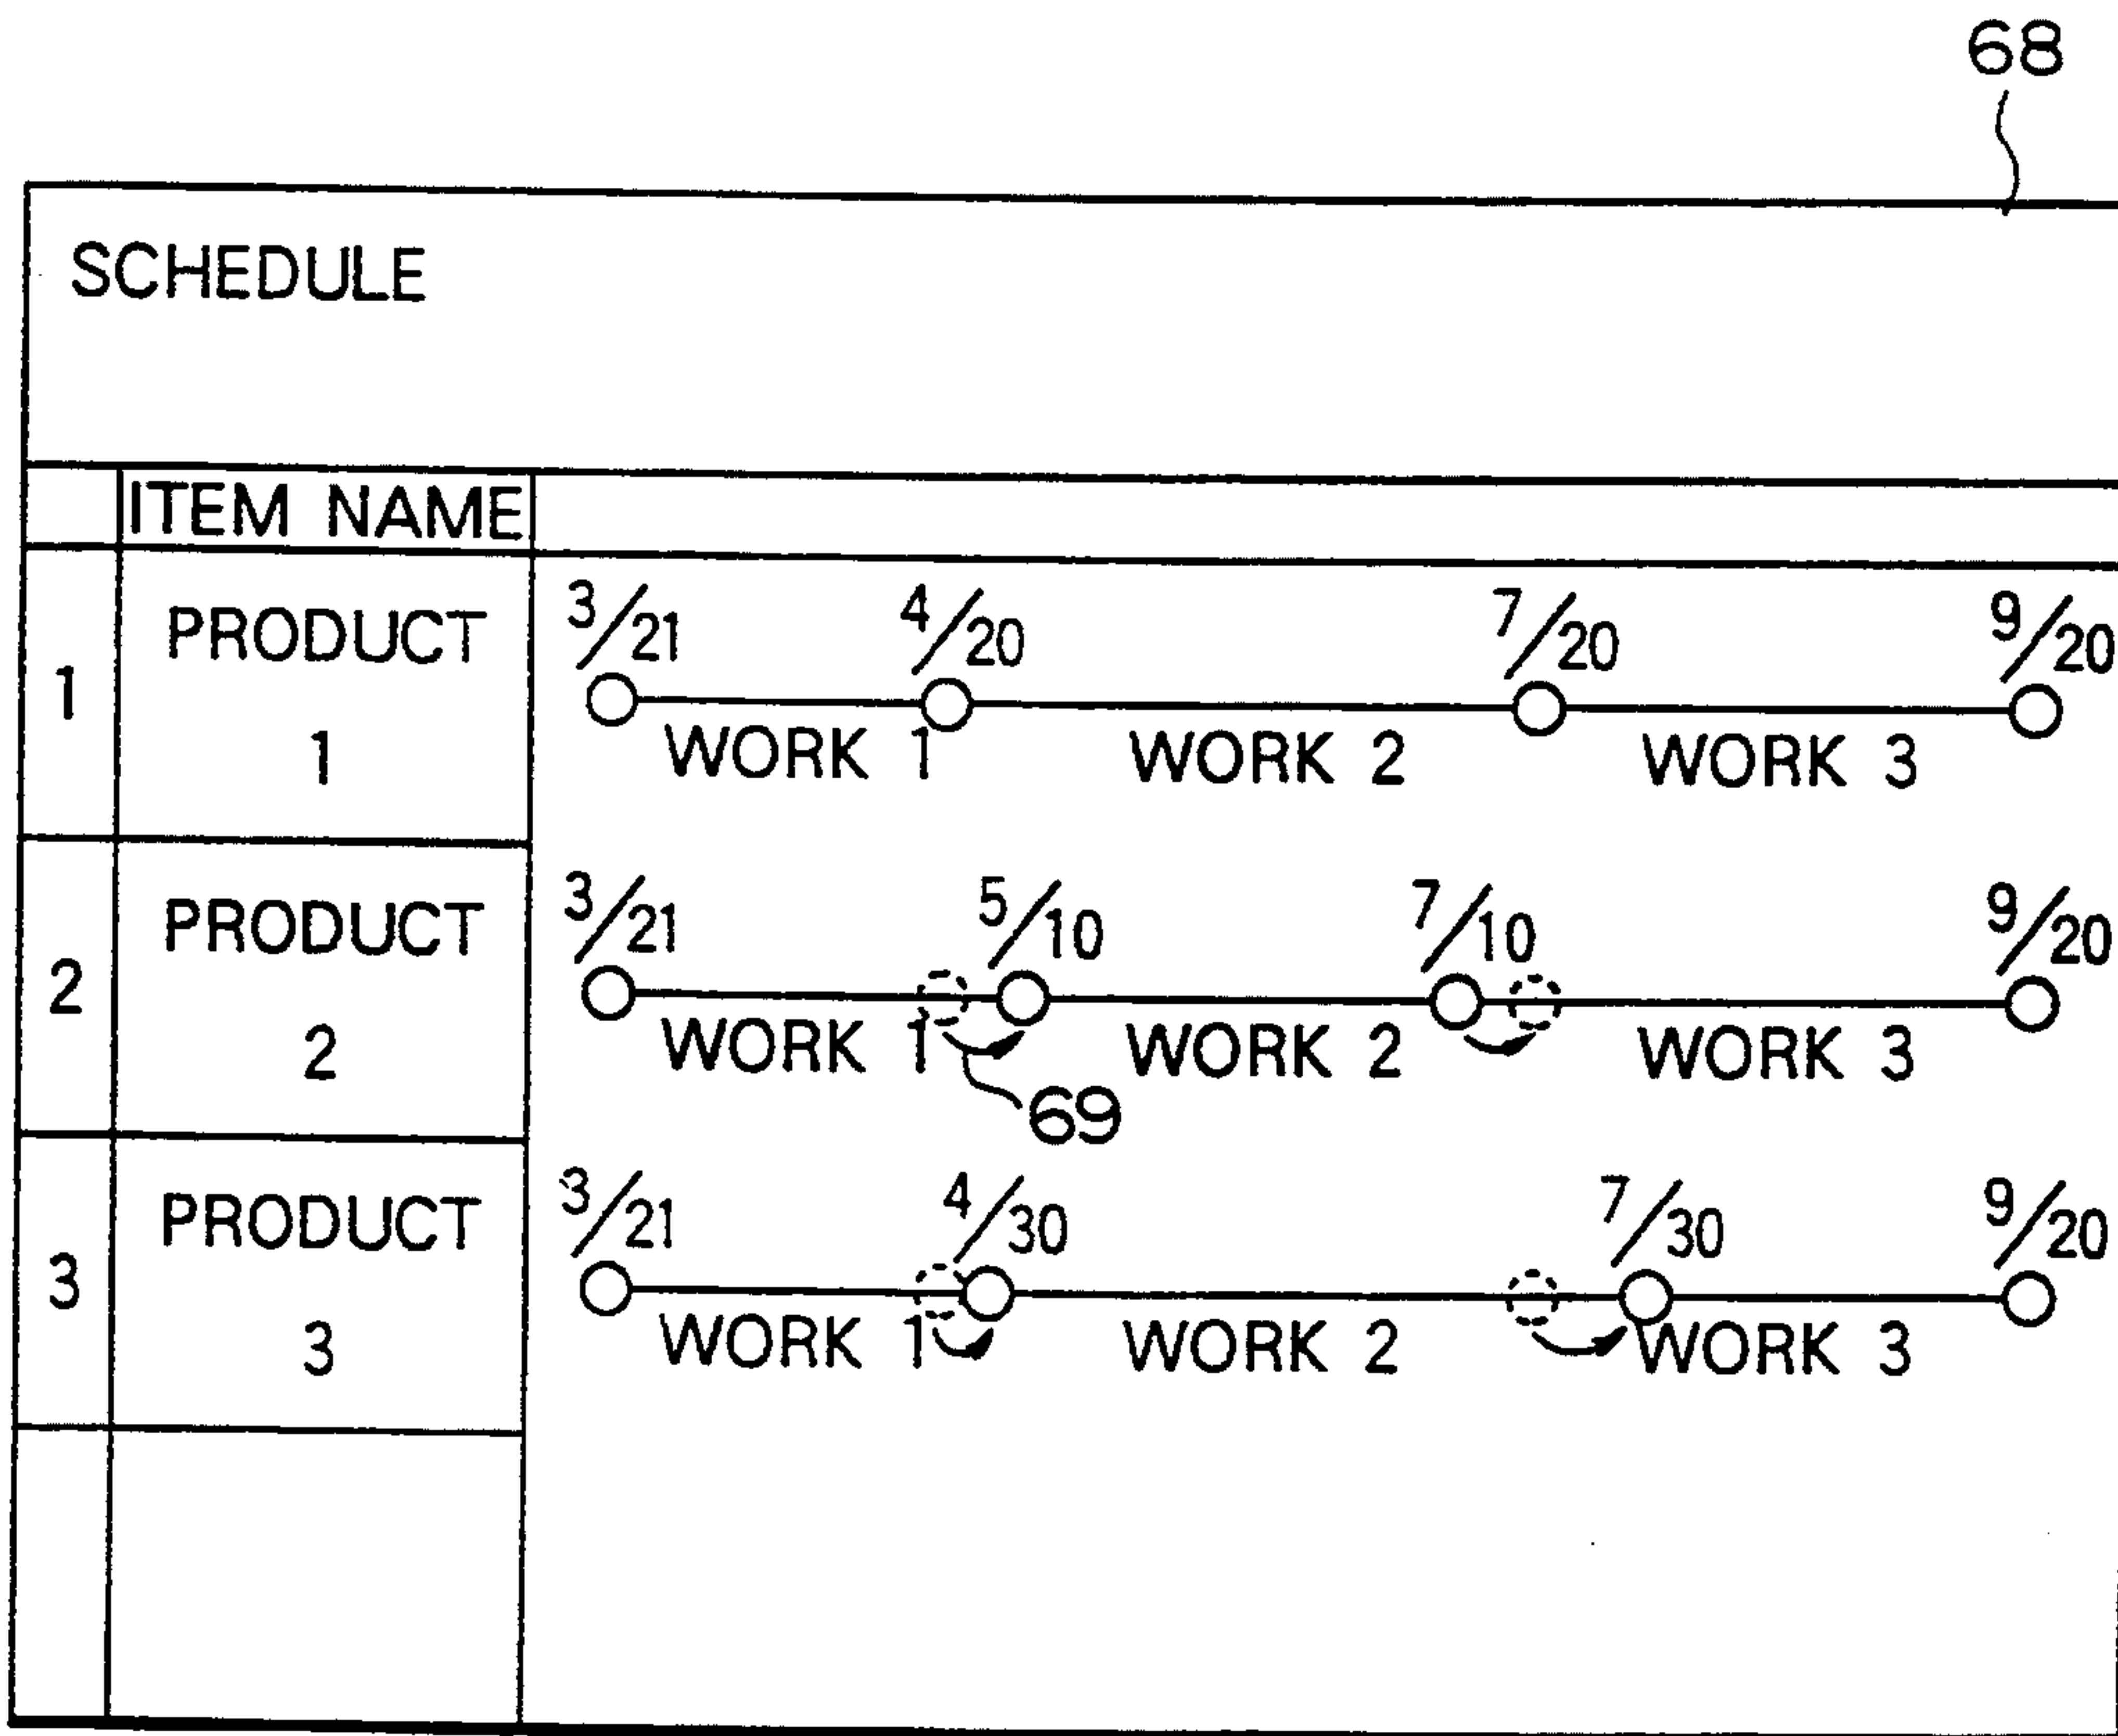 68
SCHEDULE
ITEM NAME
1 PRODUCT 1
3/21 4/20 7/20 9/20
WORK 1 WORK 2 WORK 3
2 PRODUCT 2
3/21 5/10 7/10 9/20
WORK 1 WORK 2 WORK 3
69
3 PRODUCT 3
3/21 4/30 7/30 9/20
WORK 1 WORK 2 WORK 3